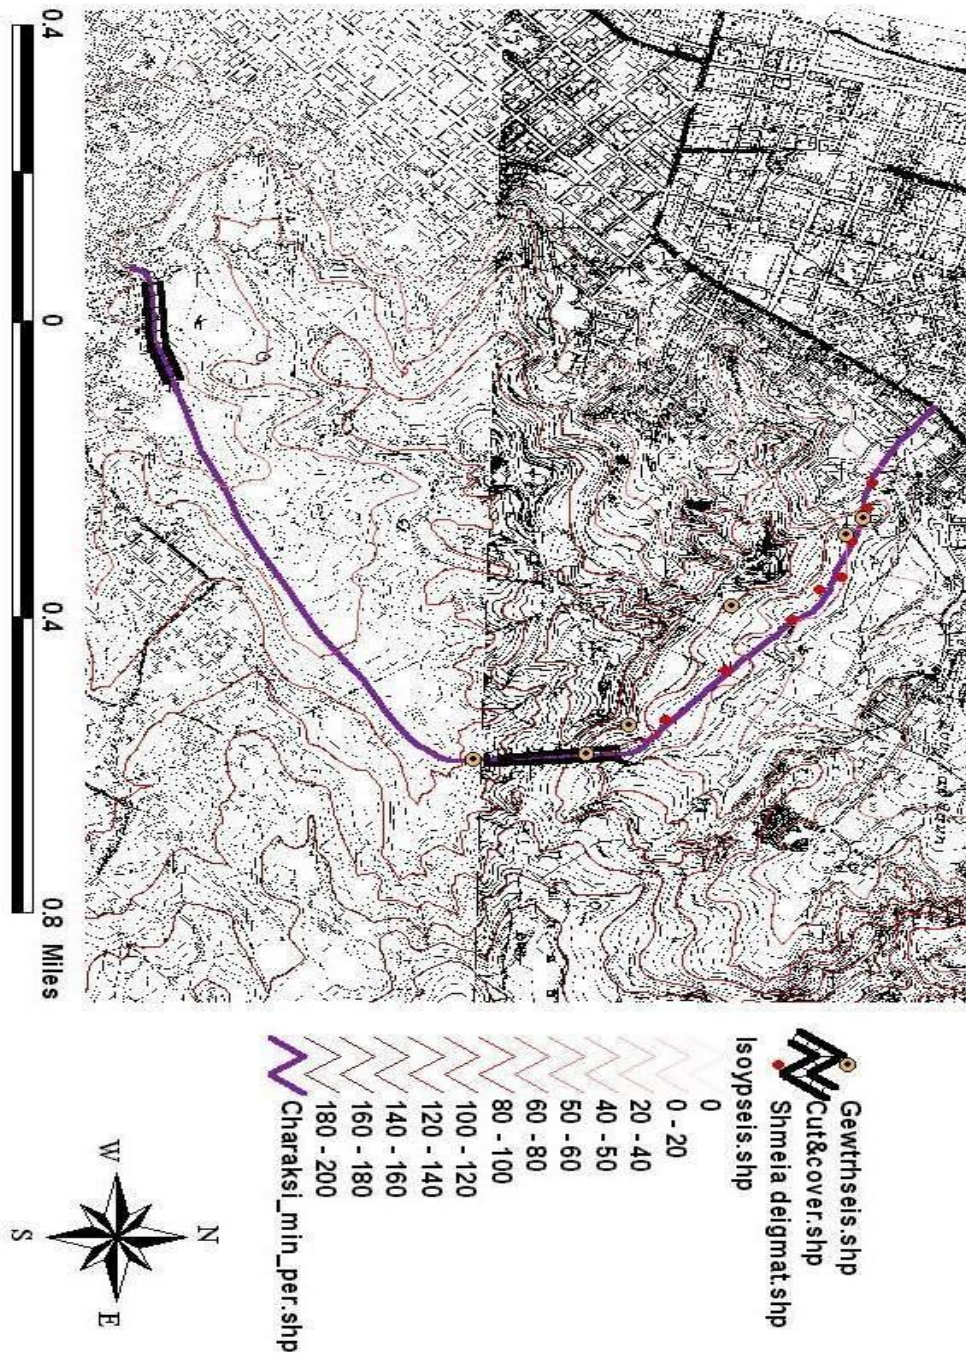 Gewtrhseis.shp
Cut&cover.shp
Shmeia deigmat.shp
Isoypseis.shp
0
0 - 20
20 - 40
40 - 50
50 - 60
60 - 80
80 - 100
100 - 120
120 - 140
140 - 160
160 - 180
180 - 200
Charaksi_min_per.shp
N
W
E
S
0.4
0
0.4
0.8 Miles